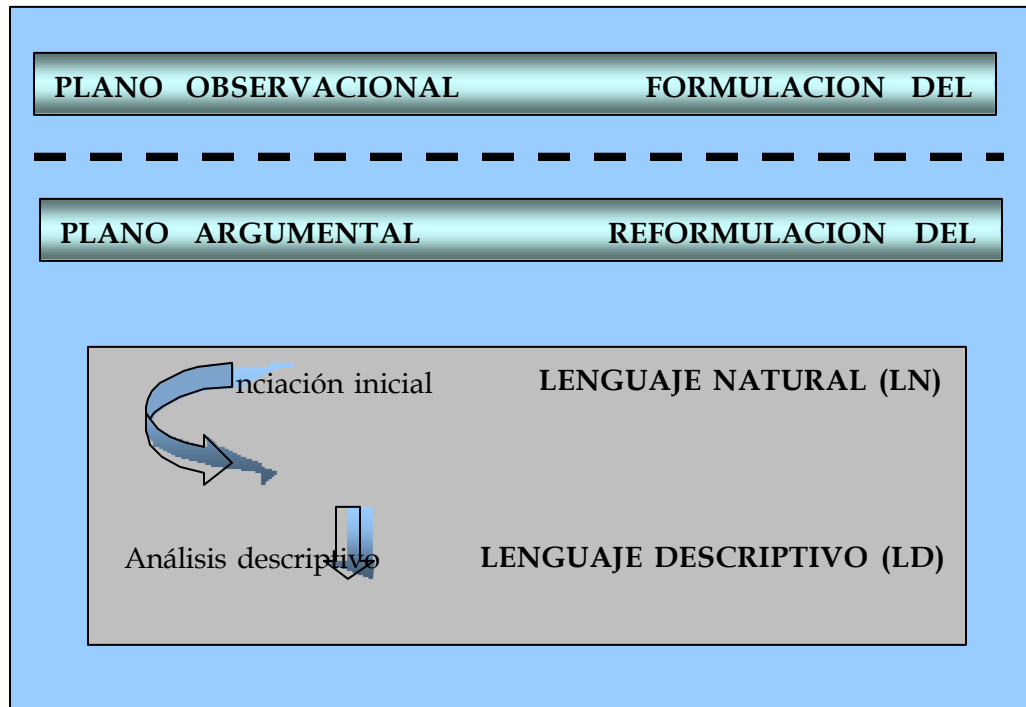 PLANO OBSERVACIONAL FORMULACION DEL
PLANO ARGUMENTAL REFORMULACION DEL
nciación inicial LENGUAJE NATURAL (LN)
Análisis descriptivo LENGUAJE DESCRIPTIVO (LD)